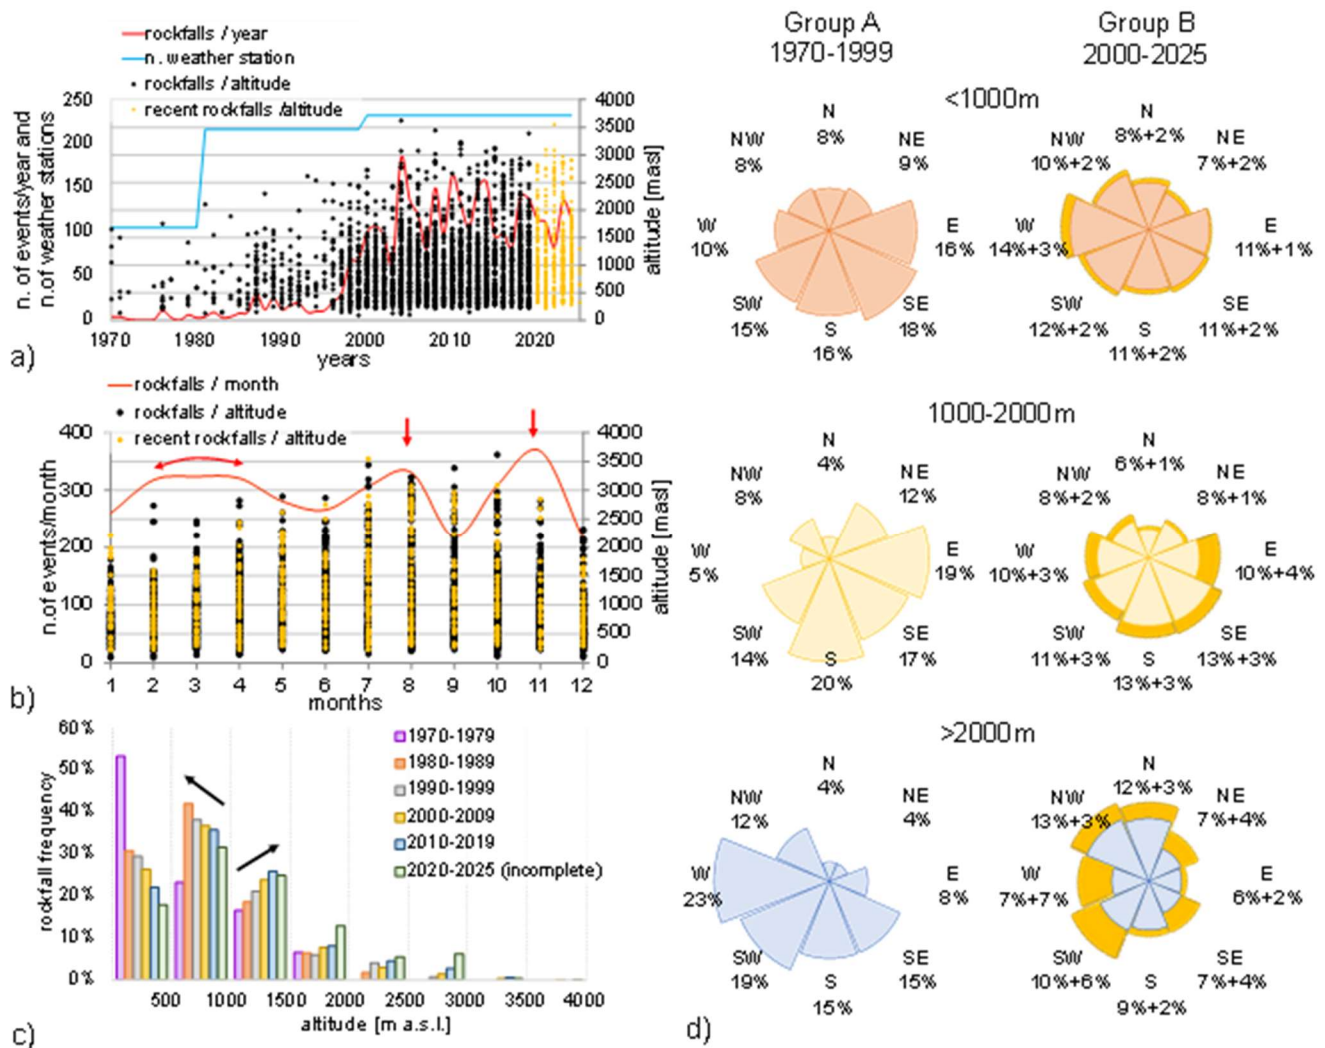 rockfalls / year
n. weather station
rockfalls / altitude
recent rockfalls /altitude
n. of events/year and
n.of weather stations
250
200
150
100
50
0
4000
3500
3000
2500
2000
1500
1000
500
0
altitude [masl]
1970 1980 1990 2000 2010 2020
years
a)
rockfalls / month
rockfalls / altitude
recent rockfalls / altitude
n.of events/month
400
300
200
100
0
4000
3500
3000
2500
2000
1500
1000
500
0
altitude [masl]
1 2 3 4 5 6 7 8 9 10 11 12
months
b)
rockfall frequency
60%
50%
40%
30%
20%
10%
0%
1970-1979
1980-1989
1990-1999
2000-2009
2010-2019
2020-2025 (incomplete)
500 1000 1500 2000 2500 3000 3500 4000
altitude [m a.s.l.]
c)
Group A
1970-1999
Group B
2000-2025
<1000m
N
8%
NE
9%
E
16%
SE
18%
S
16%
SW
15%
W
10%
NW
8%
N
8%+2%
NE
7%+2%
E
11%+1%
SE
11%+2%
S
11%+2%
SW
12%+2%
W
14%+3%
NW
10%+2%
1000-2000m
N
4%
NE
12%
E
19%
SE
17%
S
20%
SW
14%
W
5%
NW
8%
N
6%+1%
NE
8%+1%
E
10%+4%
SE
13%+3%
S
13%+3%
SW
11%+3%
W
10%+3%
NW
8%+2%
>2000m
N
4%
NE
4%
E
8%
SE
15%
S
15%
SW
19%
W
23%
NW
12%
N
12%+3%
NE
7%+4%
E
6%+2%
SE
7%+4%
S
9%+2%
SW
10%+6%
W
7%+7%
NW
13%+3%
d)